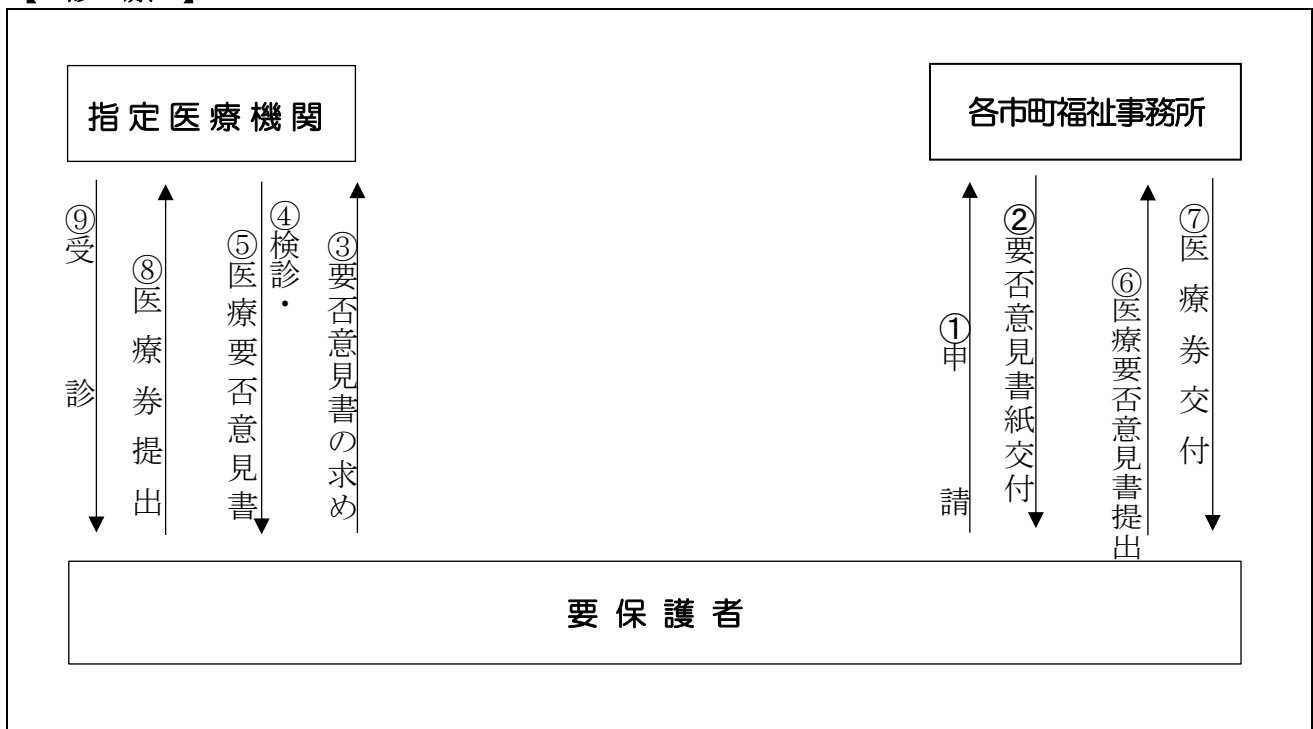 指定医療機関
各市町福祉事務所
①申請
②要否意見書紙交付
③要否意見書の求め
④検診・
⑤医療要否意見書
⑥医療要否意見書提出
⑦医療券交付
⑧医療券提出
⑨受診
要保護者